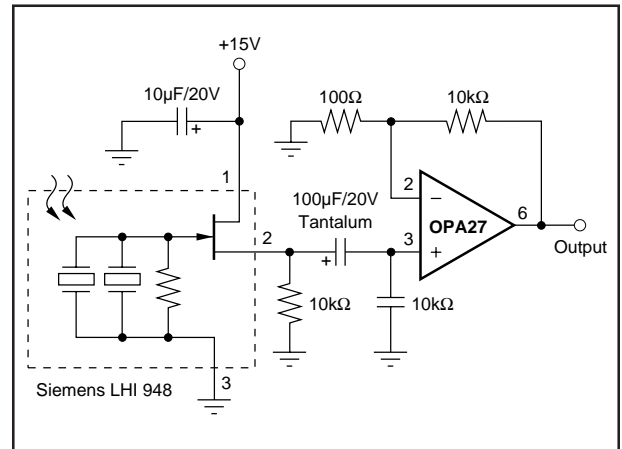 +15V
10µF/20V
+
100Ω
10kΩ
1
100µF/20V
Tantalum
2
−
6
OPA27
2
3
+
+
Output
10kΩ
10kΩ
3
Siemens LHI 948